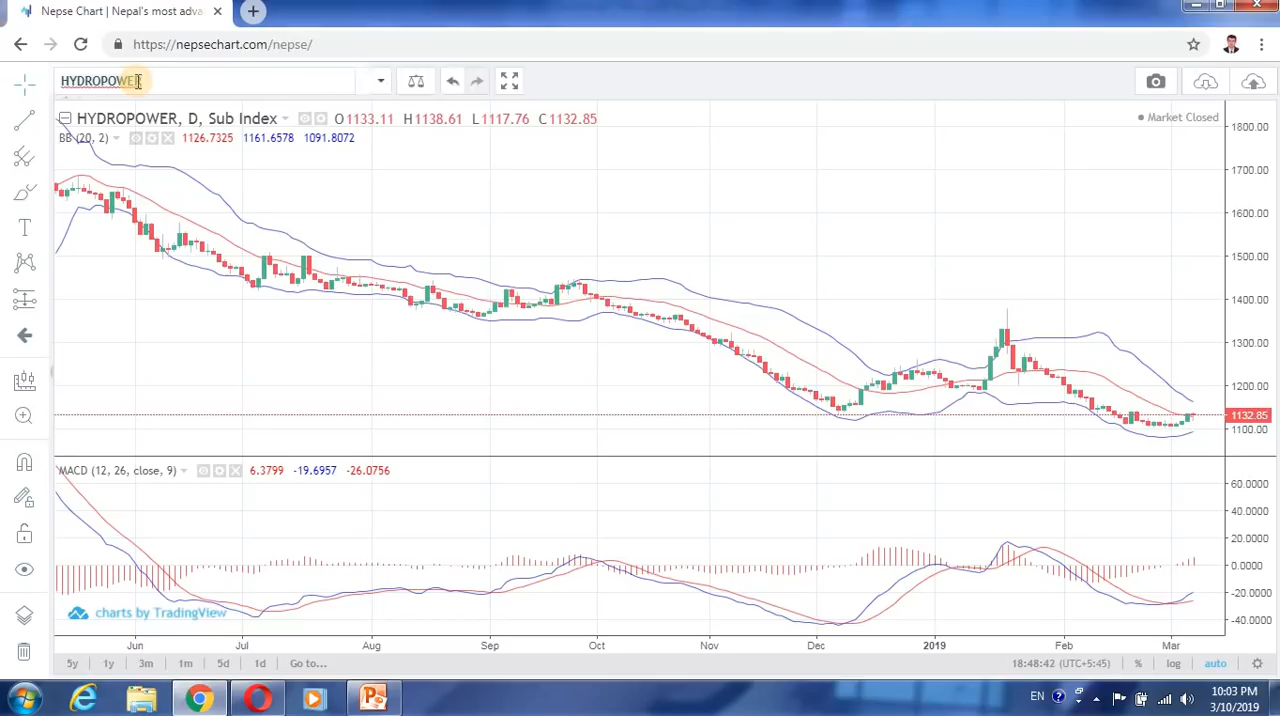 Nepse Chart | Nepal's most adva
https://nepsechart.com/nepse/
HYDROPOWER
HYDROPOWER, D, Sub Index O1133.11 H1138.61 L1117.76 C1132.85
Market Closed
BB (20, 2) 1126.7325 1161.6578 1091.8072
1800.00
1700.00
1600.00
1500.00
1400.00
1300.00
1200.00
1132.85
1100.00
MACD (12, 26, close, 9) 6.3799 -19.6957 -26.0756
60.0000
40.0000
20.0000
0.0000
-20.0000
-40.0000
charts by TradingView
Jun Jul Aug Sep Oct Nov Dec 2019 Feb Mar
5y 1y 3m 1m 5d 1d Go to... 18:48:42 (UTC+5:45) % log auto
EN 10:03 PM
3/10/2019